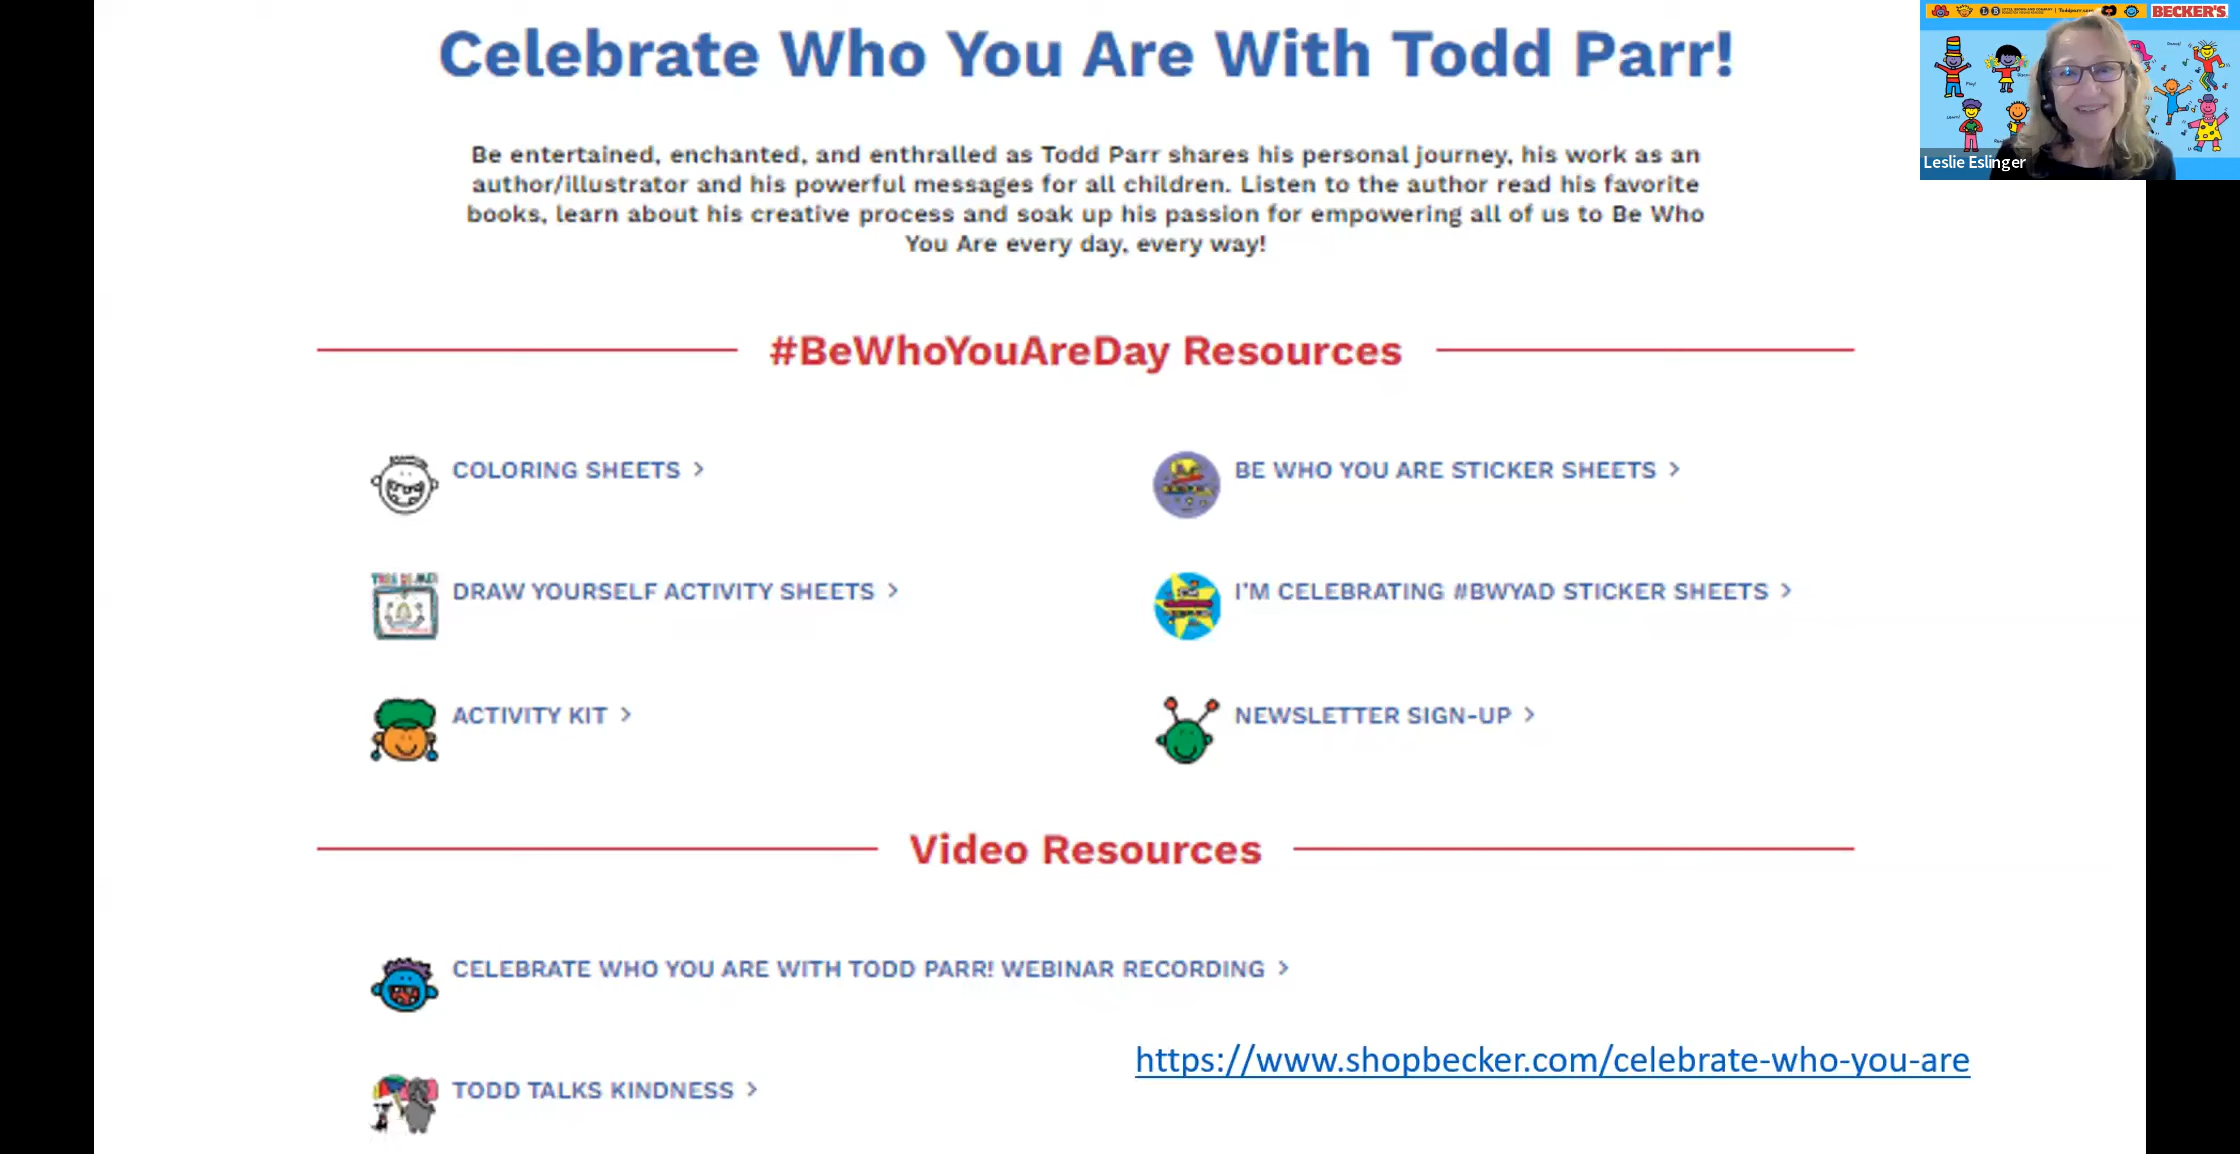 Celebrate Who You Are With Todd Parr!
BECKER'S
Leslie Eslinger
Be entertained, enchanted, and enthralled as Todd Parr shares his personal journey, his work as an
author/illustrator and his powerful messages for all children. Listen to the author read his favorite
books, learn about his creative process and soak up his passion for empowering all of us to Be Who
You Are every day, every way!
#BeWhoYouAreDay Resources
COLORING SHEETS >
BE WHO YOU ARE STICKER SHEETS >
DRAW YOURSELF ACTIVITY SHEETS >
I'M CELEBRATING #BWYAD STICKER SHEETS >
ACTIVITY KIT >
NEWSLETTER SIGN-UP >
Video Resources
CELEBRATE WHO YOU ARE WITH TODD PARR! WEBINAR RECORDING >
https://www.shopbecker.com/celebrate-who-you-are
TODD TALKS KINDNESS >